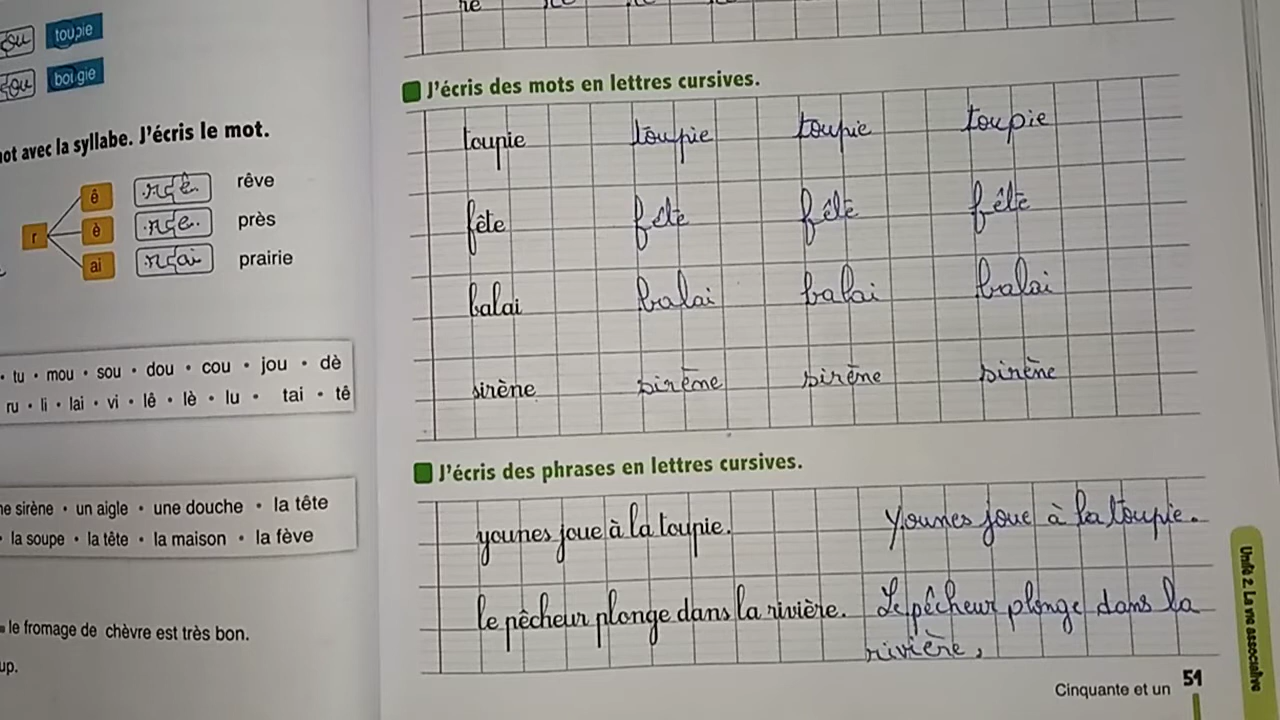 toupie
bougie
mot avec la syllabe. J'écris le mot.
r ê rê rêve
è rè près
ai rai prairie
• tu • mou • sou • dou • cou • jou • dè
ru • li • lai • vi • lê • lè • lu • tai • tê
ne sirène • un aigle • une douche • la tête
• la soupe • la tête • la maison • la fève
le fromage de chèvre est très bon.
up.
J'écris des mots en lettres cursives.
toupie toupie toupie toupie
fête fête fête fête
balai balai balai balai
sirène sirène sirène sirène
J'écris des phrases en lettres cursives.
younes joue à la toupie. Younes joue à la toupie.
le pêcheur plonge dans la rivière. Le pêcheur plonge dans la
rivière,
Unité 2. La vie associative
Cinquante et un 51